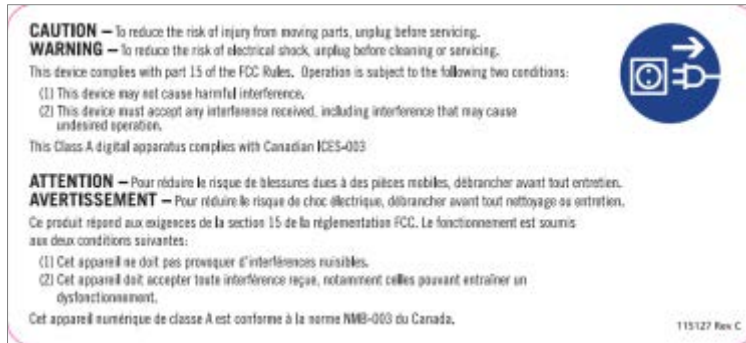 CAUTION – To reduce the risk of injury from moving parts, unplug before servicing.
WARNING – To reduce the risk of electrical shock, unplug before cleaning or servicing.
This device complies with part 15 of the FCC Rules. Operation is subject to the following two conditions:
(1) This device may not cause harmful interference.
(2) This device must accept any interference received, including interference that may cause
undesired operation.
This Class A digital apparatus complies with Canadian ICES-003
ATTENTION – Pour réduire le risque de blessures dues à des pièces mobiles, débrancher avant tout entretien.
AVERTISSEMENT – Pour réduire le risque de choc électrique, débrancher avant tout nettoyage ou entretien.
Ce produit répond aux exigences de la section 15 de la réglementation FCC. Le fonctionnement est soumis
aux deux conditions suivantes:
(1) Cet appareil ne doit pas provoquer d'interférences nuisibles.
(2) Cet appareil doit accepter toute interférence reçue, notamment celles pouvant entraîner un
dysfonctionnement.
Cet appareil numérique de classe A est conforme à la norme NMB-003 du Canada.
115127 Rev C